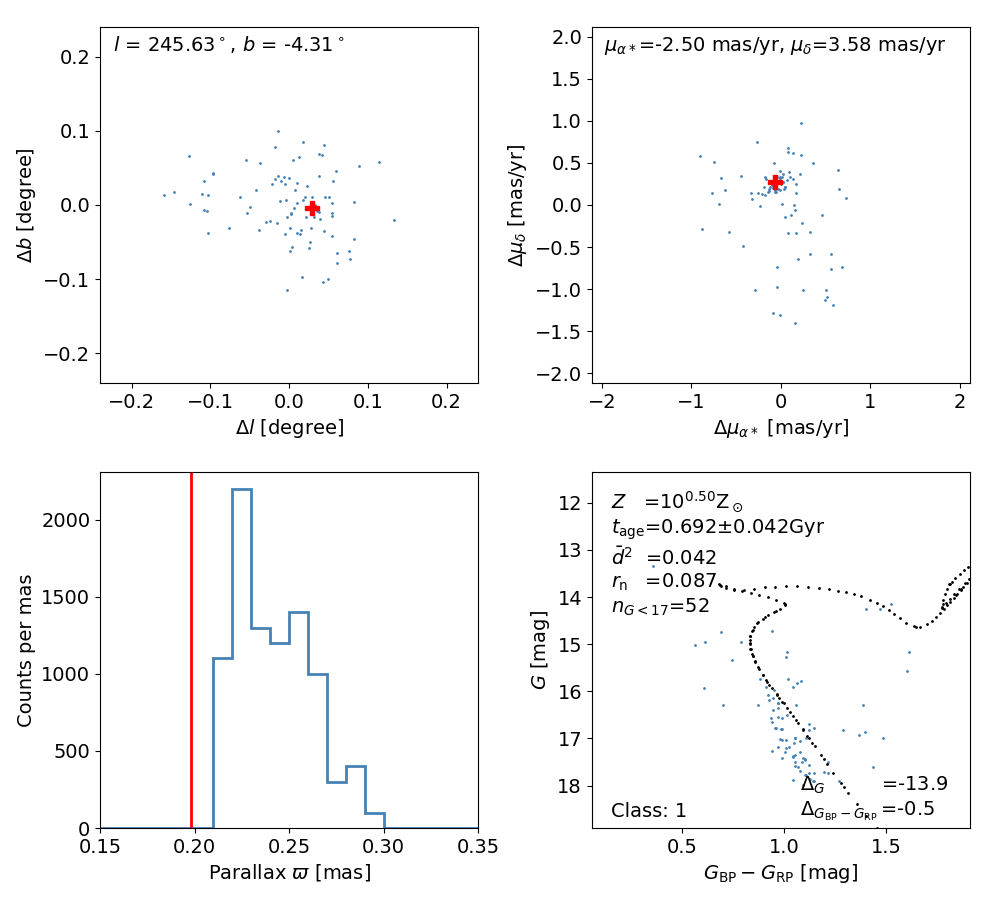 l = 245.63°, b = -4.31°
0.2
0.1
0.0
−0.1
−0.2
Δb [degree]
−0.2 −0.1 0.0 0.1 0.2
Δl [degree]
μα∗=-2.50 mas/yr, μδ=3.58 mas/yr
2.0
1.5
1.0
0.5
0.0
−0.5
−1.0
−1.5
−2.0
Δμδ [mas/yr]
−2 −1 0 1 2
Δμα∗ [mas/yr]
2000
1500
1000
500
0
Counts per mas
0.15 0.20 0.25 0.30 0.35
Parallax ϖ [mas]
Z =10^0.50 Z⊙
t_age=0.692±0.042Gyr
d̄² =0.042
r_n =0.087
n_G<17=52
12
13
14
15
16
17
18
G [mag]
Δ_G =-13.9
Δ_G_BP−G_RP=-0.5
Class: 1
0.5 1.0 1.5
G_BP − G_RP [mag]